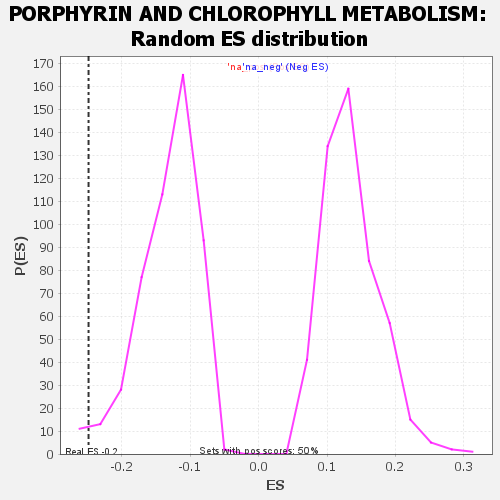 PORPHYRIN AND CHLOROPHYLL METABOLISM:
Random ES distribution
'na'na_neg' (Neg ES)
170
160
150
140
130
120
110
100
90
80
70
60
50
40
30
20
10
0
P(ES)
Real ES -0.2
Sets with pos scores: 50%
-0.2 -0.1 0.0 0.1 0.2 0.3
ES